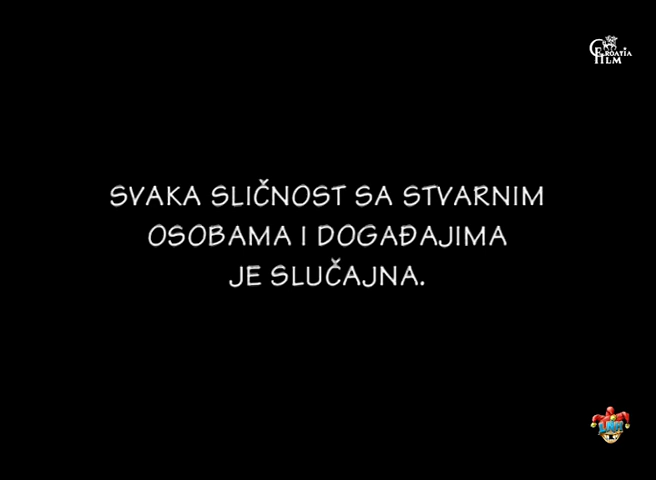 CROATIA
FILM
SVAKA SLIČNOST SA STVARNIM
OSOBAMA I DOGAĐAJIMA
JE SLUČAJNA.